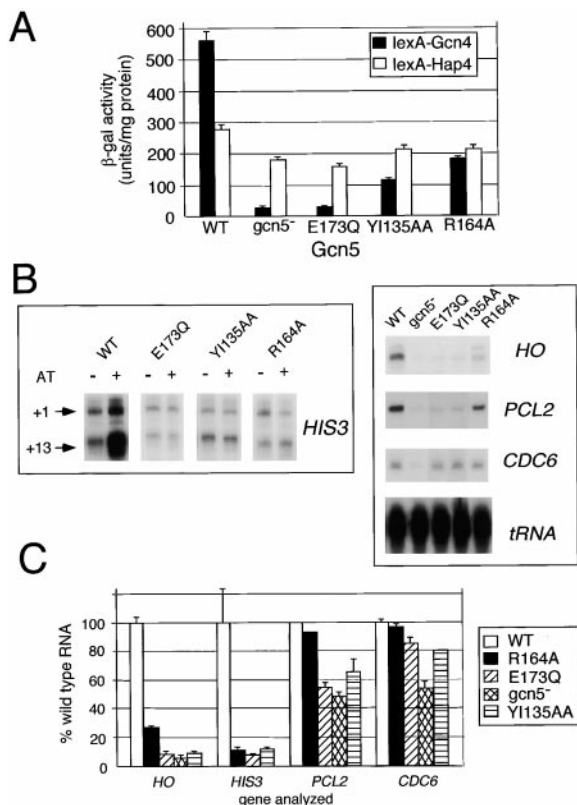 A
β-gal activity
(units/mg protein)
600
500
400
300
200
100
0
lexA-Gcn4
lexA-Hap4
WT gcn5- E173Q YI135AA R164A
Gcn5
B
WT E173Q YI135AA R164A
AT - + - + - + - +
+1
+13
HIS3
WT gcn5- E173Q YI135AA R164A
HO
PCL2
CDC6
tRNA
C
% wild type RNA
100
80
60
40
20
0
HO HIS3 PCL2 CDC6
gene analyzed
WT
R164A
E173Q
gcn5-
YI135AA